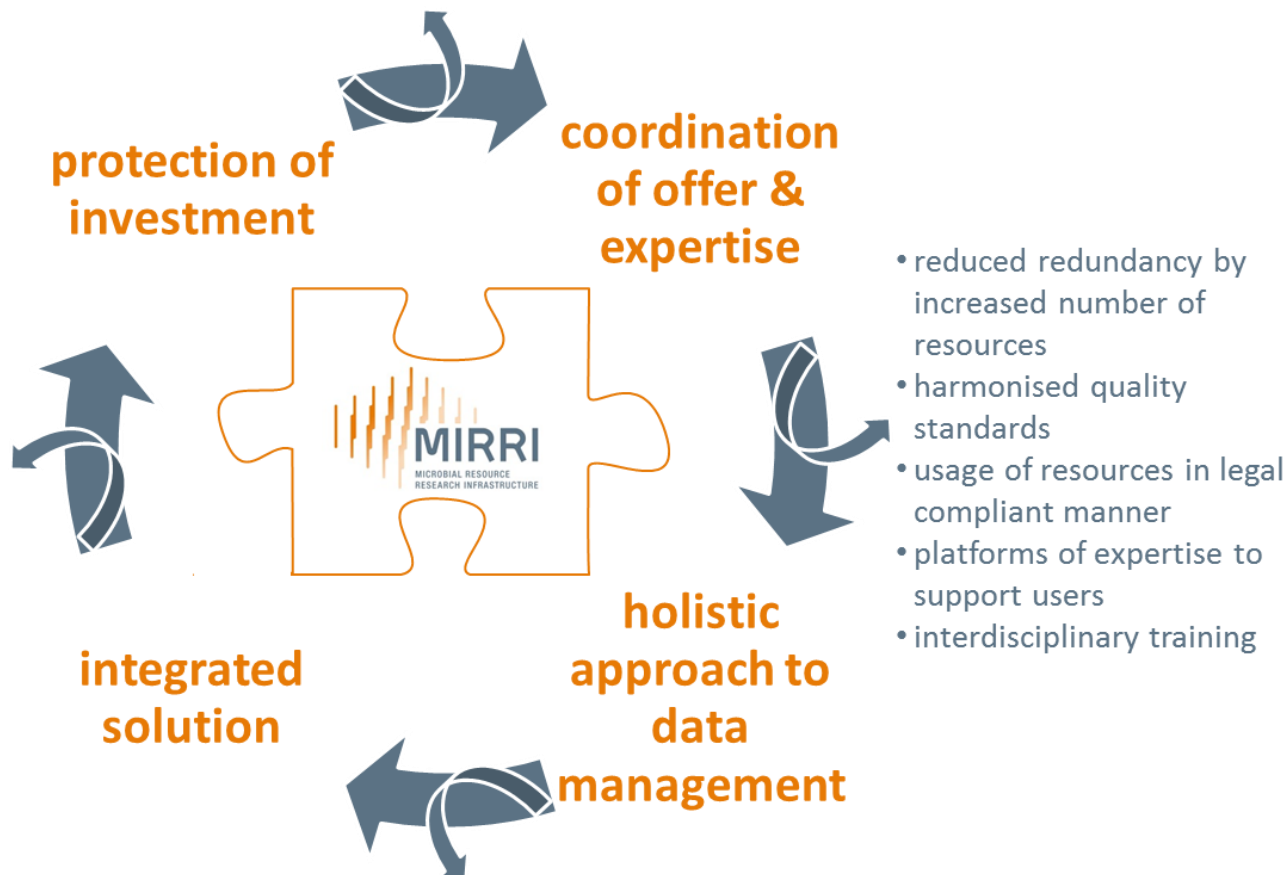 protection of
investment
coordination
of offer &
expertise
• reduced redundancy by
increased number of
resources
• harmonised quality
standards
• usage of resources in legal
compliant manner
• platforms of expertise to
support users
• interdisciplinary training
MIRRI
MICROBIAL RESOURCE
RESEARCH INFRASTRUCTURE
holistic
approach to
data
management
integrated
solution